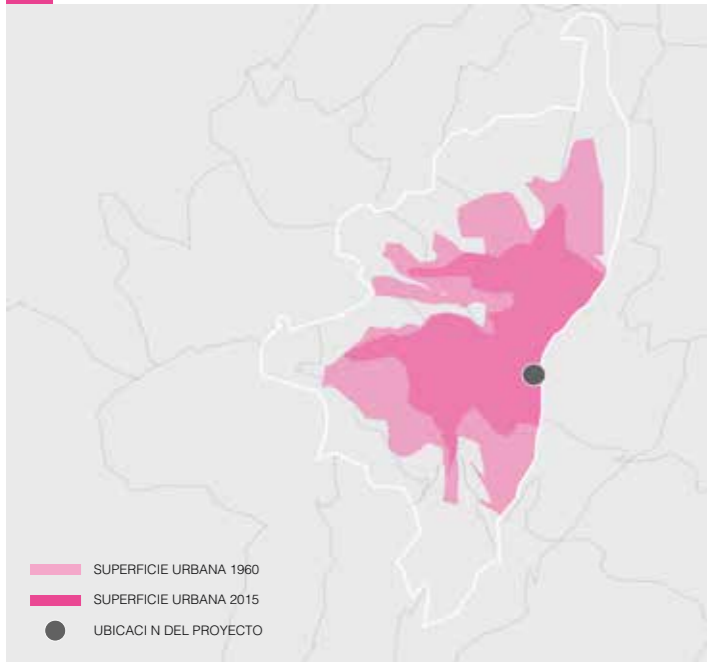 SUPERFICIE URBANA 1960
SUPERFICIE URBANA 2015
UBICACI N DEL PROYECTO